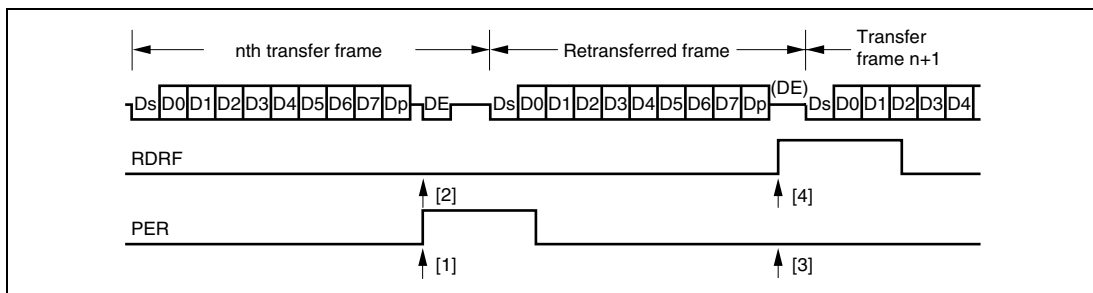 nth transfer frame Retransferred frame Transfer
frame n+1
(DE)
Ds D0 D1 D2 D3 D4 D5 D6 D7 Dp DE Ds D0 D1 D2 D3 D4 D5 D6 D7 Dp Ds D0 D1 D2 D3 D4
RDRF
[2] [4]
PER
[1] [3]